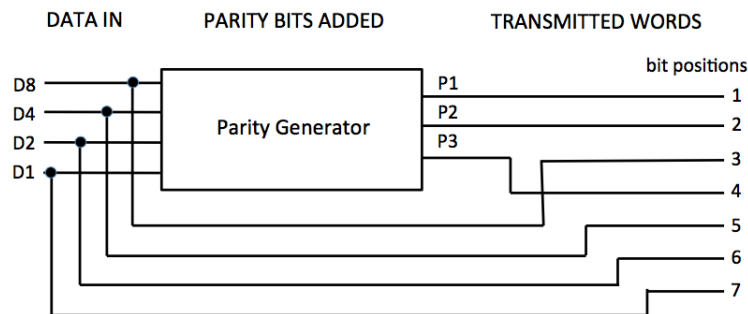 DATA IN PARITY BITS ADDED TRANSMITTED WORDS
bit positions
D8 P1 1
D4 P2 2
D2 Parity Generator P3 3
D1 4
5
6
7